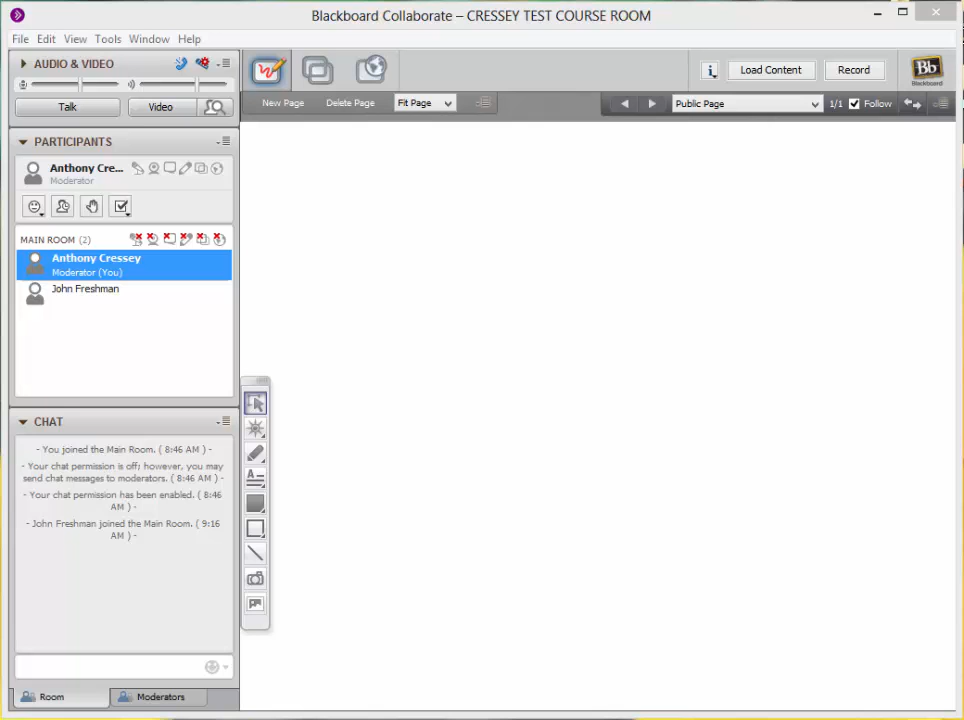 Blackboard Collaborate – CRESSEY TEST COURSE ROOM
File Edit View Tools Window Help
AUDIO & VIDEO
Talk Video
PARTICIPANTS
Anthony Cre...
Moderator
MAIN ROOM (2)
Anthony Cressey
Moderator (You)
John Freshman
CHAT
- You joined the Main Room. ( 8:46 AM ) -
- Your chat permission is off; however, you may
send chat messages to moderators. ( 8:46 AM ) -
- Your chat permission has been enabled. ( 8:46
AM ) -
- John Freshman joined the Main Room. ( 9:16
AM ) -
Room Moderators
i Load Content Record
Bb
Blackboard
New Page Delete Page Fit Page Public Page 1/1 Follow
A